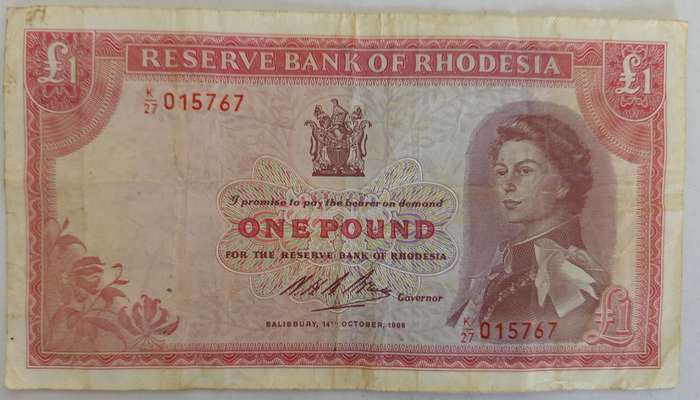 £1
RESERVE BANK OF RHODESIA
£1
K/27 015767
I promise to pay the bearer on demand
ONE POUND
FOR THE RESERVE BANK OF RHODESIA
Governor
SALISBURY, 14TH OCTOBER, 1968
K/27 015767
£1